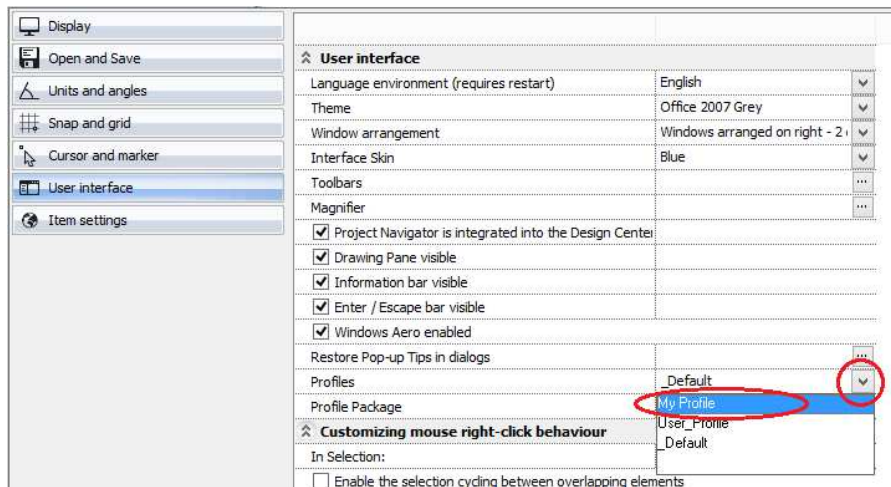 Display
Open and Save
Units and angles
Snap and grid
Cursor and marker
User interface
Item settings
User interface
Language environment (requires restart) English
Theme Office 2007 Grey
Window arrangement Windows arranged on right - 2
Interface Skin Blue
Toolbars ...
Magnifier ...
Project Navigator is integrated into the Design Center
Drawing Pane visible
Information bar visible
Enter / Escape bar visible
Windows Aero enabled
Restore Pop-up Tips in dialogs ...
Profiles _Default
Profile Package My Profile
User_Profile
Customizing mouse right-click behaviour
_Default
In Selection:
Enable the selection cycling between overlapping elements